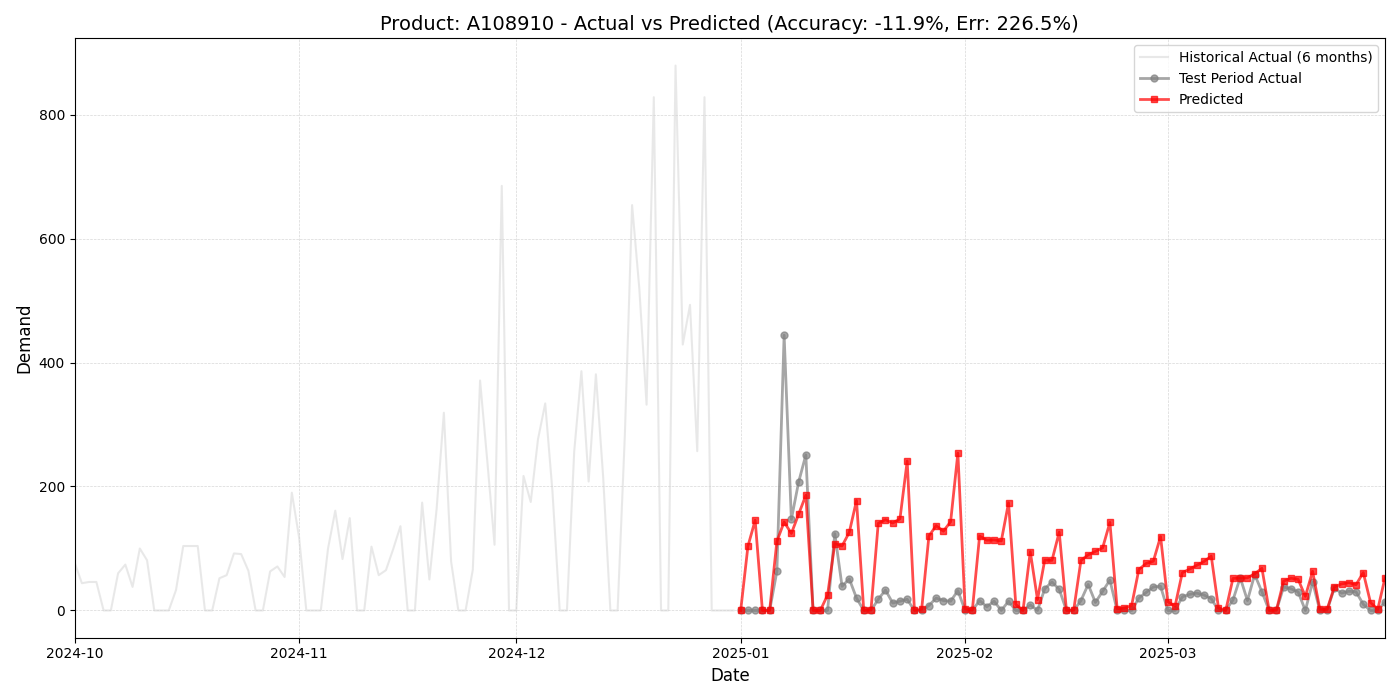 Product: A108910 - Actual vs Predicted (Accuracy: -11.9%, Err: 226.5%)
Historical Actual (6 months)
Test Period Actual
Predicted
Demand
800
600
400
200
0
2024-10
2024-11
2024-12
2025-01
2025-02
2025-03
Date